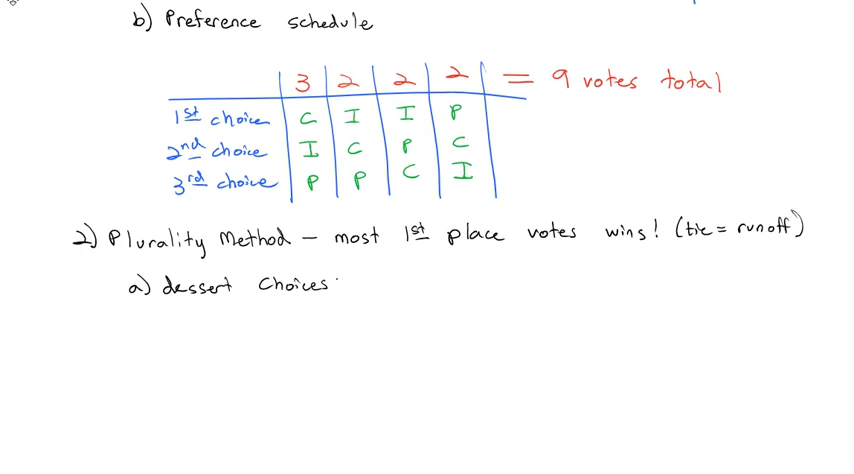 b) Preference schedule
3 2 2 2 = 9 votes total
1st choice C I I P
2nd choice I C P C
3rd choice P P C I
2) Plurality Method – most 1st place votes wins! (tie = runoff)
a) dessert choices: